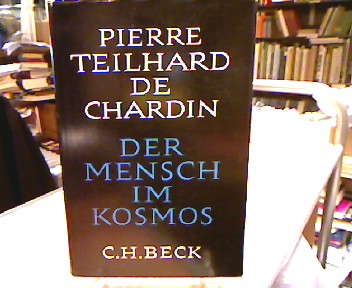 PIERRE
TEILHARD
DE
CHARDIN
DER
MENSCH
IM
KOSMOS
C.H.BECK